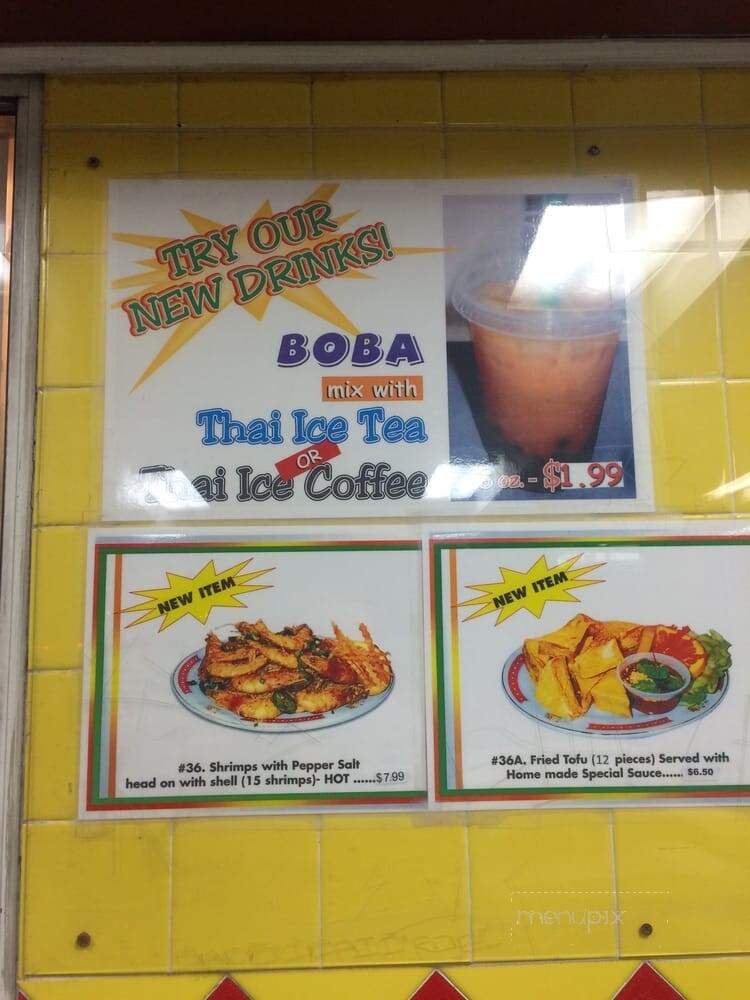 TRY OUR
NEW DRINKS!
BOBA
mix with
Thai Ice Tea
OR
Thai Ice Coffee
oz. - $1.99
NEW ITEM
#36. Shrimps with Pepper Salt
head on with shell (15 shrimps)- HOT ......$7.99
NEW ITEM
#36A. Fried Tofu (12 pieces) Served with
Home made Special Sauce...... $6.50
menupix